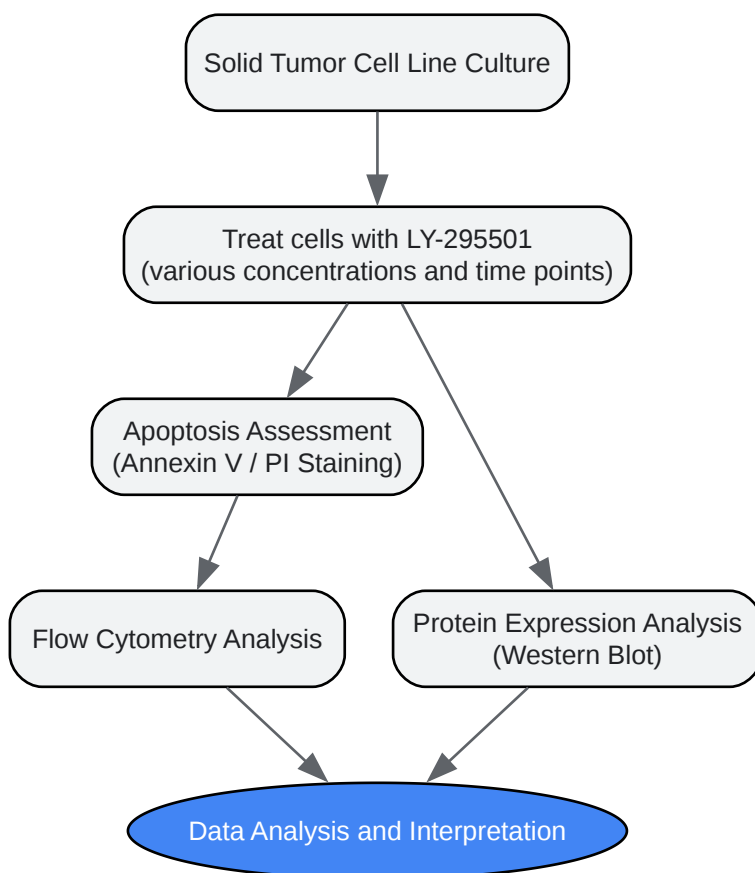 Solid Tumor Cell Line Culture
Treat cells with LY-295501
(various concentrations and time points)
Apoptosis Assessment
(Annexin V / PI Staining)
Flow Cytometry Analysis
Protein Expression Analysis
(Western Blot)
Data Analysis and Interpretation